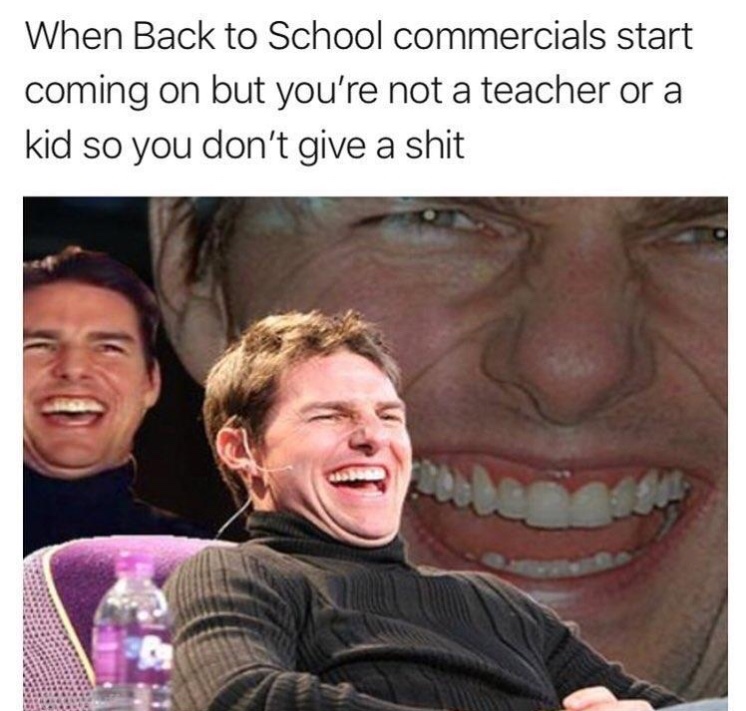 When Back to School commercials start
coming on but you're not a teacher or a
kid so you don't give a shit